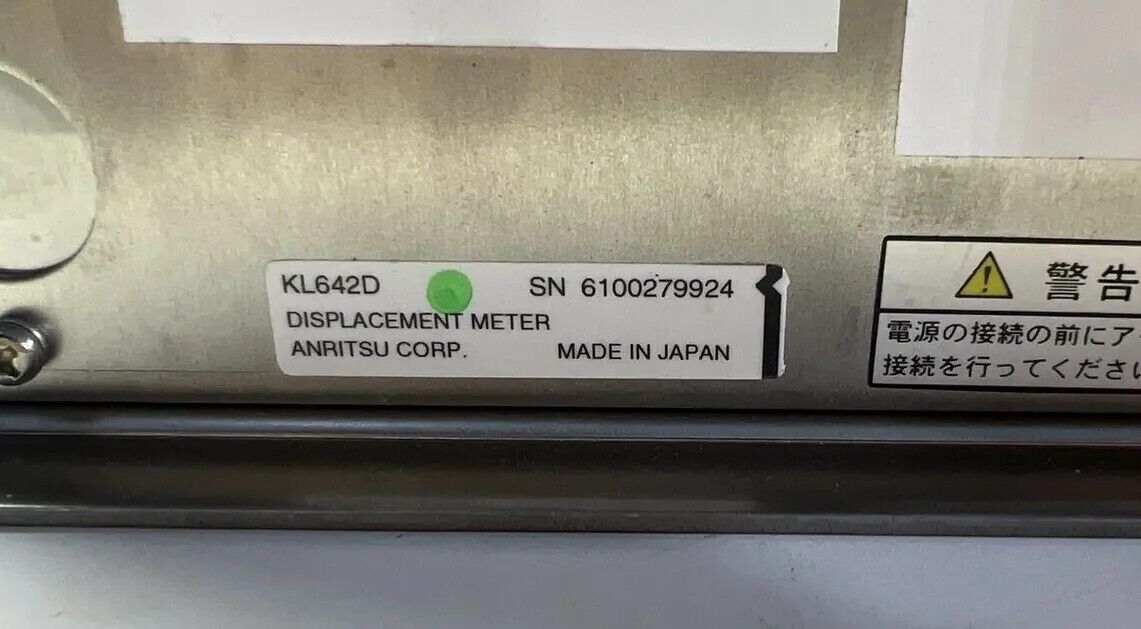 KL642D SN 6100279924
DISPLACEMENT METER
ANRITSU CORP. MADE IN JAPAN
警告
電源の接続の前にア
接続を行ってくださ